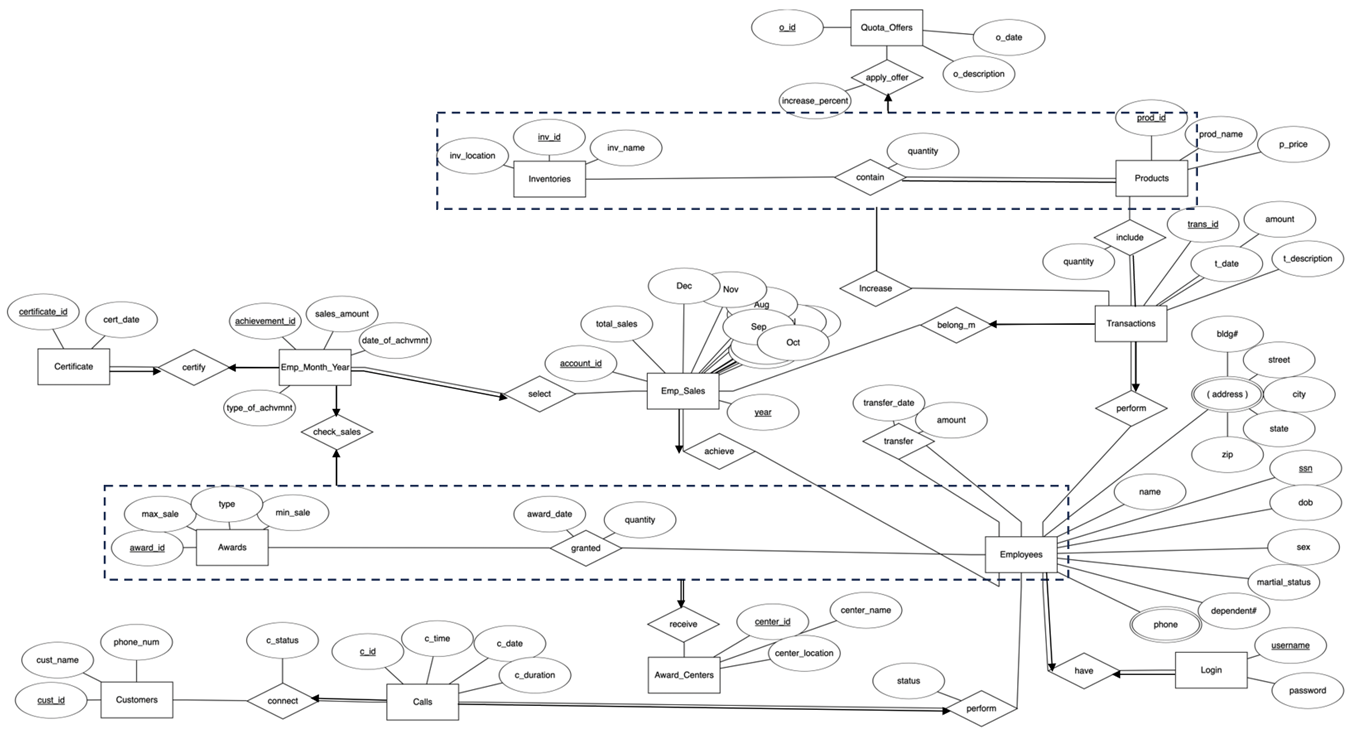 o_id
Quota_Offers
o_date
o_description
apply_offer
increase_percent
prod_id
prod_name
p_price
inv_id
inv_name
inv_location
Inventories
quantity
contain
Products
include
quantity
trans_id
amount
t_date
t_description
Increase
Transactions
belong_m
Dec
Nov
Aug
Sep
Oct
total_sales
account_id
Emp_Sales
year
select
achieve
certificate_id
cert_date
Certificate
certify
achievement_id
sales_amount
date_of_achvmnt
Emp_Month_Year
type_of_achvmnt
check_sales
bldg#
street
( address )
city
state
zip
perform
transfer_date
amount
transfer
name
ssn
dob
sex
martial_status
dependent#
phone
Employees
max_sale
type
min_sale
award_id
Awards
award_date
quantity
granted
receive
center_id
center_name
center_location
Award_Centers
username
Login
password
have
status
perform
cust_name
phone_num
cust_id
Customers
c_status
connect
c_id
c_time
c_date
c_duration
Calls